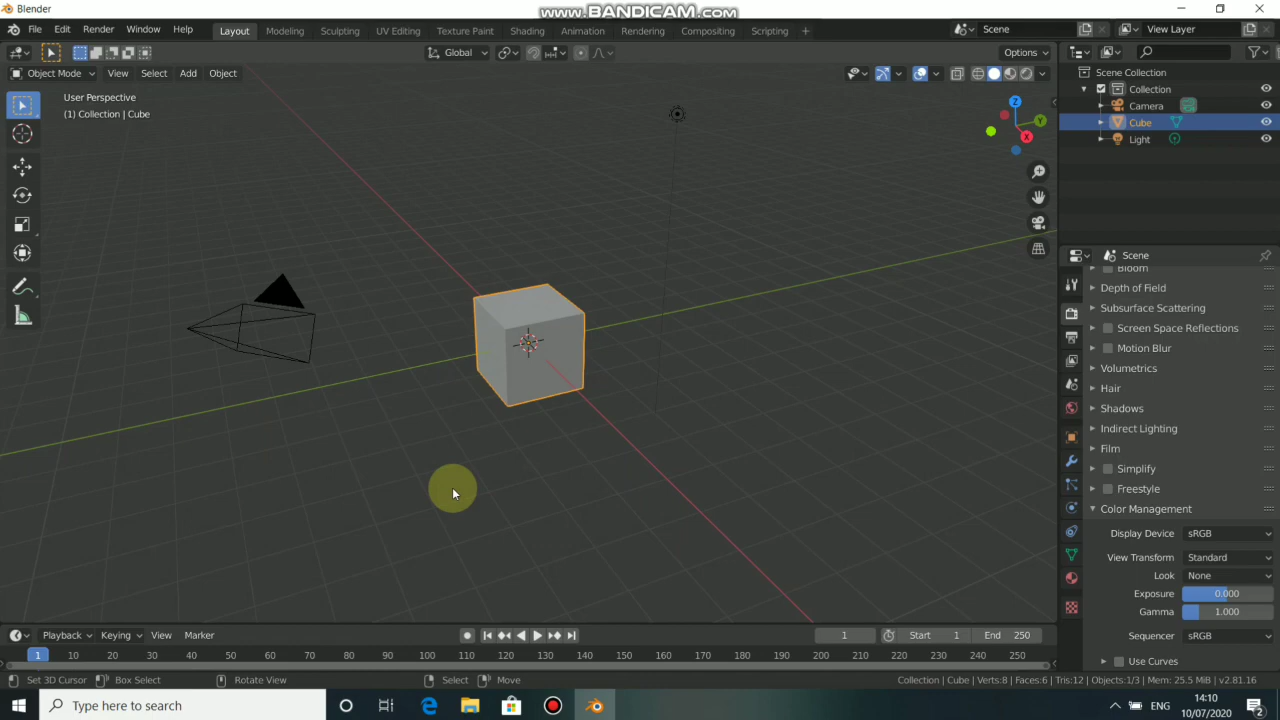 Blender
www.BANDICAM.com
File Edit Render Window Help
Layout Modeling Sculpting UV Editing Texture Paint Shading Animation Rendering Compositing Scripting +
Scene
View Layer
Global
Options
Object Mode View Select Add Object
User Perspective
(1) Collection | Cube
Z
Y
X
Scene Collection
Collection
Camera
Cube
Light
Scene
Bloom
Depth of Field
Subsurface Scattering
Screen Space Reflections
Motion Blur
Volumetrics
Hair
Shadows
Indirect Lighting
Film
Simplify
Freestyle
Color Management
Display Device sRGB
View Transform Standard
Look None
Exposure 0.000
Gamma 1.000
Sequencer sRGB
Use Curves
Playback Keying View Marker
1 Start 1 End 250
1 10 20 30 40 50 60 70 80 90 100 110 120 130 140 150 160 170 180 190 200 210 220 230 240 250
Set 3D Cursor Box Select Rotate View Select Move
Collection | Cube | Verts:8 | Faces:6 | Tris:12 | Objects:1/3 | Mem: 25.5 MiB | v2.81.16
Type here to search
ENG
14:10
10/07/2020
2